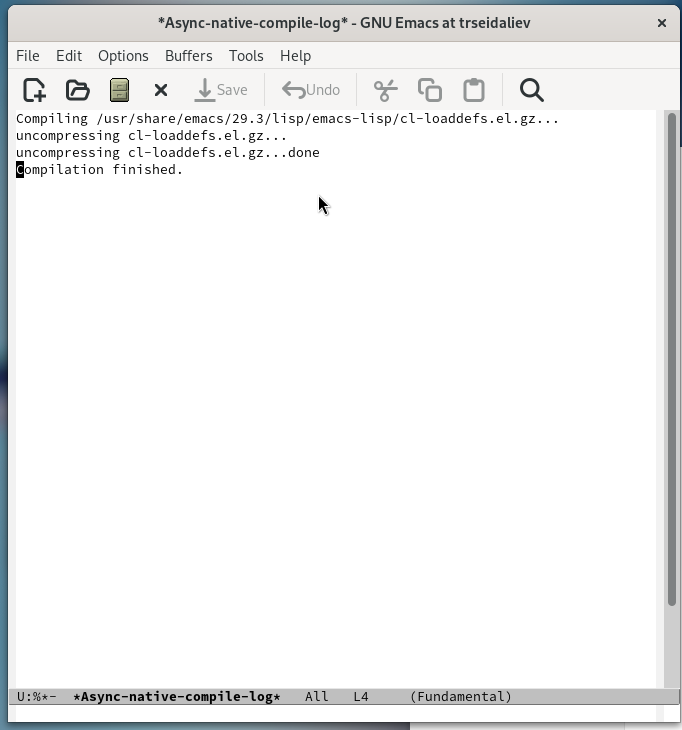 *Async-native-compile-log* - GNU Emacs at trseidaliev
File Edit Options Buffers Tools Help
Save Undo
Compiling /usr/share/emacs/29.3/lisp/emacs-lisp/cl-loaddefs.el.gz...
uncompressing cl-loaddefs.el.gz...
uncompressing cl-loaddefs.el.gz...done
Compilation finished.
U:%*- *Async-native-compile-log* All L4 (Fundamental)